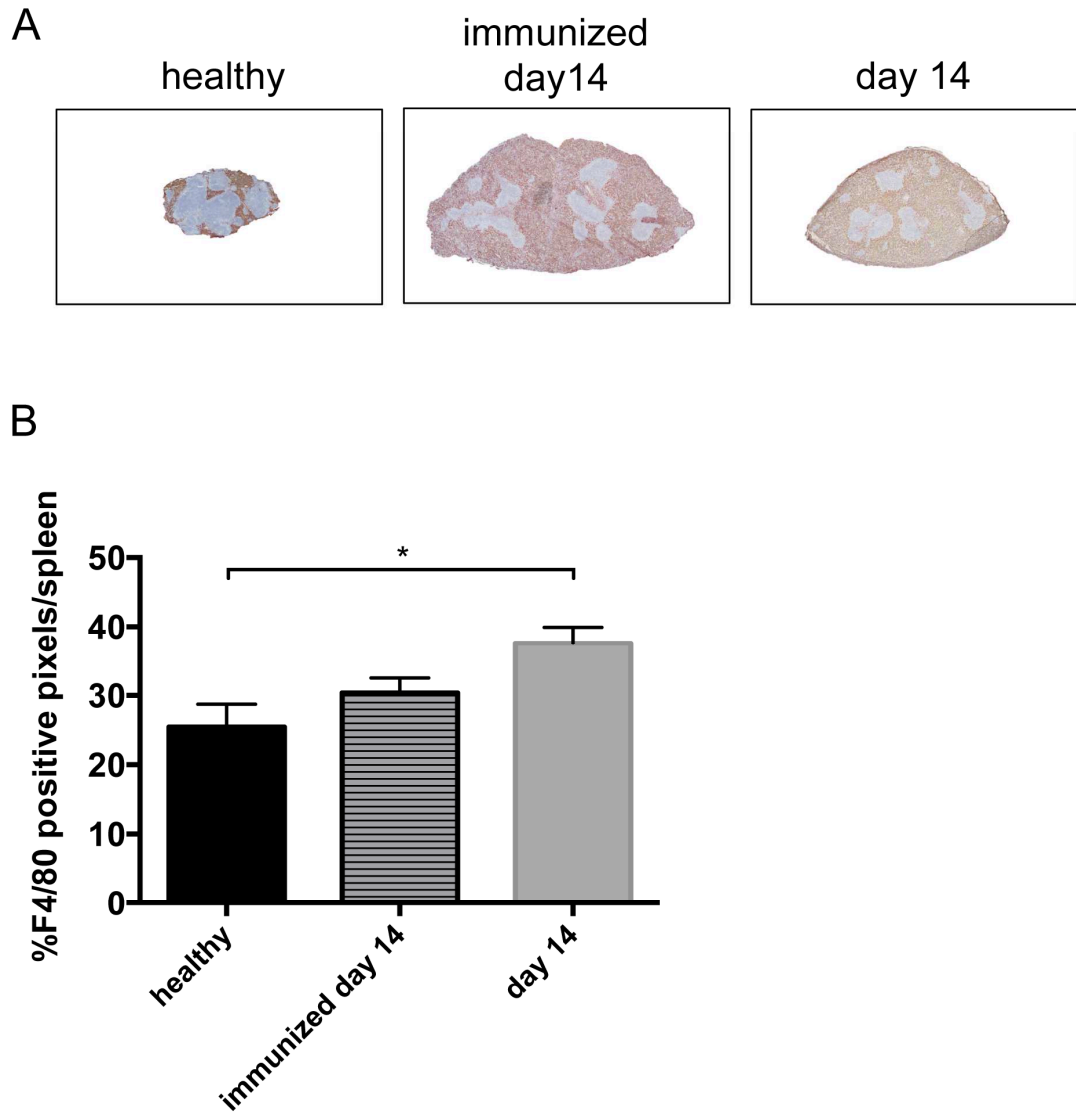 A
healthy
immunized
day14
day 14
B
%F4/80 positive pixels/spleen
50
40
30
20
10
0
*
healthy
immunized day 14
day 14